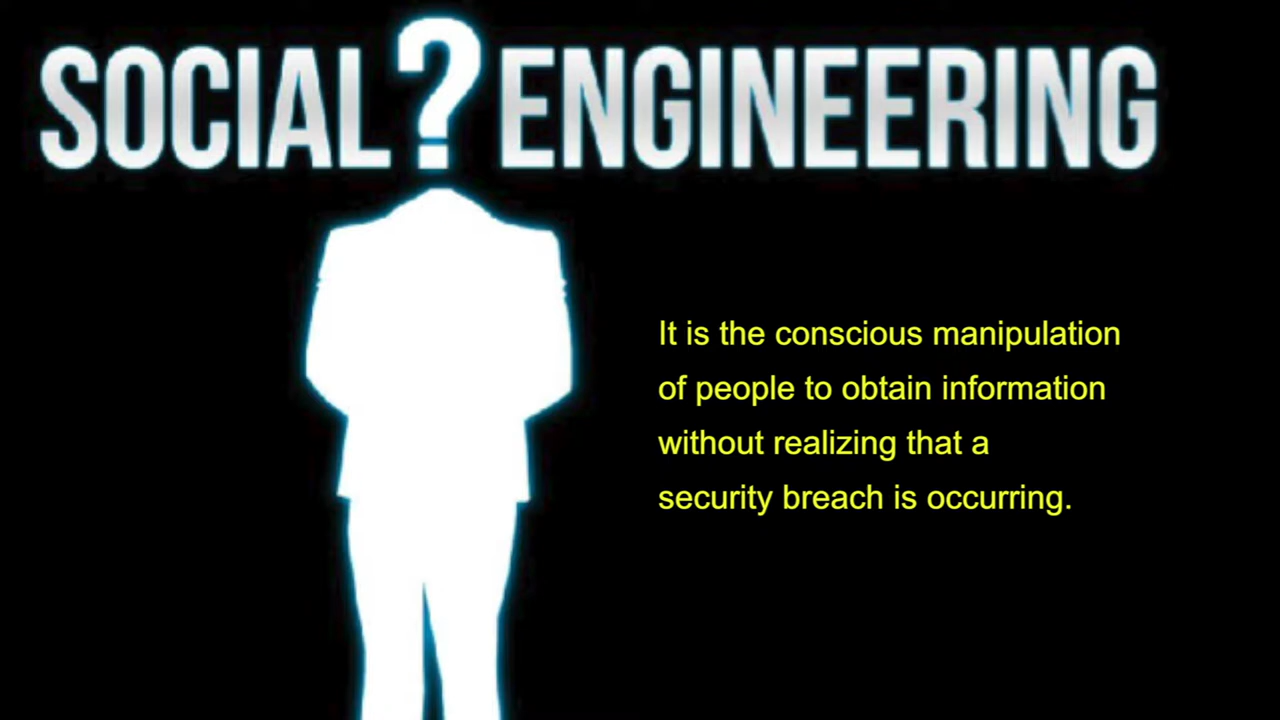 SOCIAL?ENGINEERING
It is the conscious manipulation
of people to obtain information
without realizing that a
security breach is occurring.